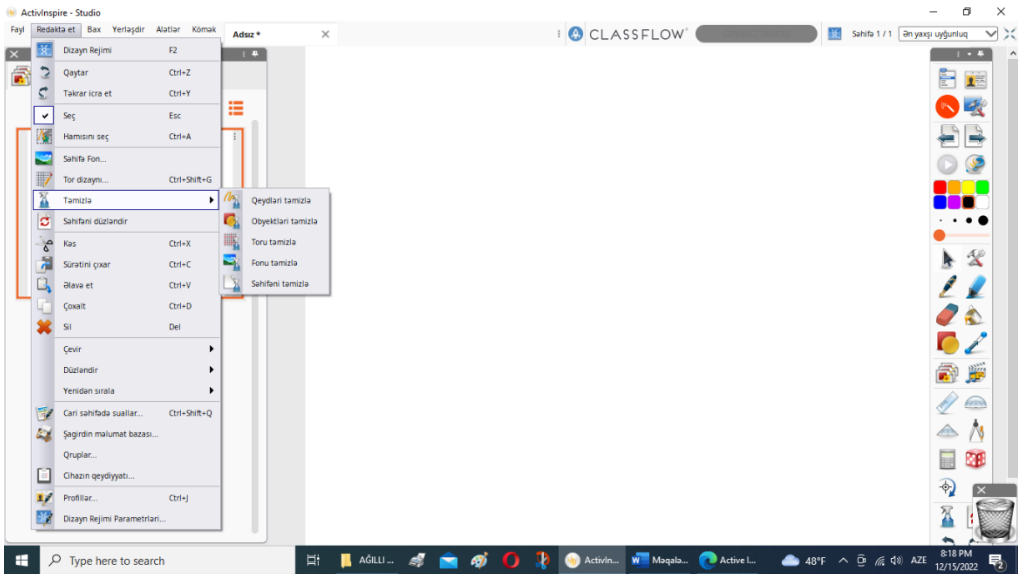 ActivInspire - Studio
Fayl Redaktə et Bax Yerləşdir Alətlər Kömək Adsız * CLASSFLOW Səhifə 1 / 1 Ən yaxşı uyğunluq
Dizayn Rejimi F2
Qaytar Ctrl+Z
Təkrar icra et Ctrl+Y
Seç Esc
Hamısını seç Ctrl+A
Səhifə Fon...
Tor dizaynı... Ctrl+Shift+G
Təmizlə
Səhifəni düzləndir
Kəs Ctrl+X
Sürətini çıxar Ctrl+C
Əlavə et Ctrl+V
Çoxalt Ctrl+D
Sil Del
Çevir
Düzləndir
Yenidən sırala
Cari səhifədə suallar... Ctrl+Shift+Q
Şagirdin məlumat bazası...
Qruplar...
Cihazın qeydiyyatı...
Profillər... Ctrl+J
Dizayn Rejimi Parametrləri...
Qeydləri təmizlə
Obyektləri təmizlə
Toru təmizlə
Fonu təmizlə
Səhifəni təmizlə
Type here to search
AĞILLI ...
ActivIn...
Məqalə...
Active I...
48°F
AZE
8:18 PM
12/15/2022
2